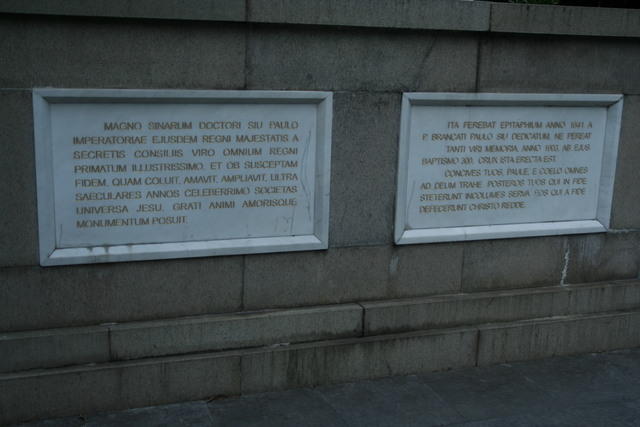 MAGNO SINARUM DOCTORI SIU PAULO
IMPERATORIAE EJUSDEM REGNI MAJESTATIS A
SECRETIS CONSILIIS VIRO OMNIUM REGNI
PRIMATUM ILLUSTRISSIMO, ET OB SUSCEPTAM
FIDEM, QUAM COLUIT, AMAVIT, AMPLIAVIT, ULTRA
SAECULARES ANNOS CELEBERRIMO SOCIETAS
UNIVERSA JESU, GRATI ANIMI AMORISQUE
MONUMENTUM POSUIT.
ITA FEREBAT EPITAPHIUM ANNO 1641 A
P. BRANCATI PAULO SIU DEDICATUM, NE PEREAT
TANTI VIRI MEMORIA, ANNO 1903, AB EJUS
BAPTISMO 300, CRUX ISTA ERECTA EST.
CONCIVES TUOS, PAULE, E COELO OMNES
AD DEUM TRAHE, POSTEROS TUOS QUI IN FIDE
STETERUNT INCOLUMES SERVA, EOS QUI A FIDE
DEFECERUNT CHRISTO REDDE.